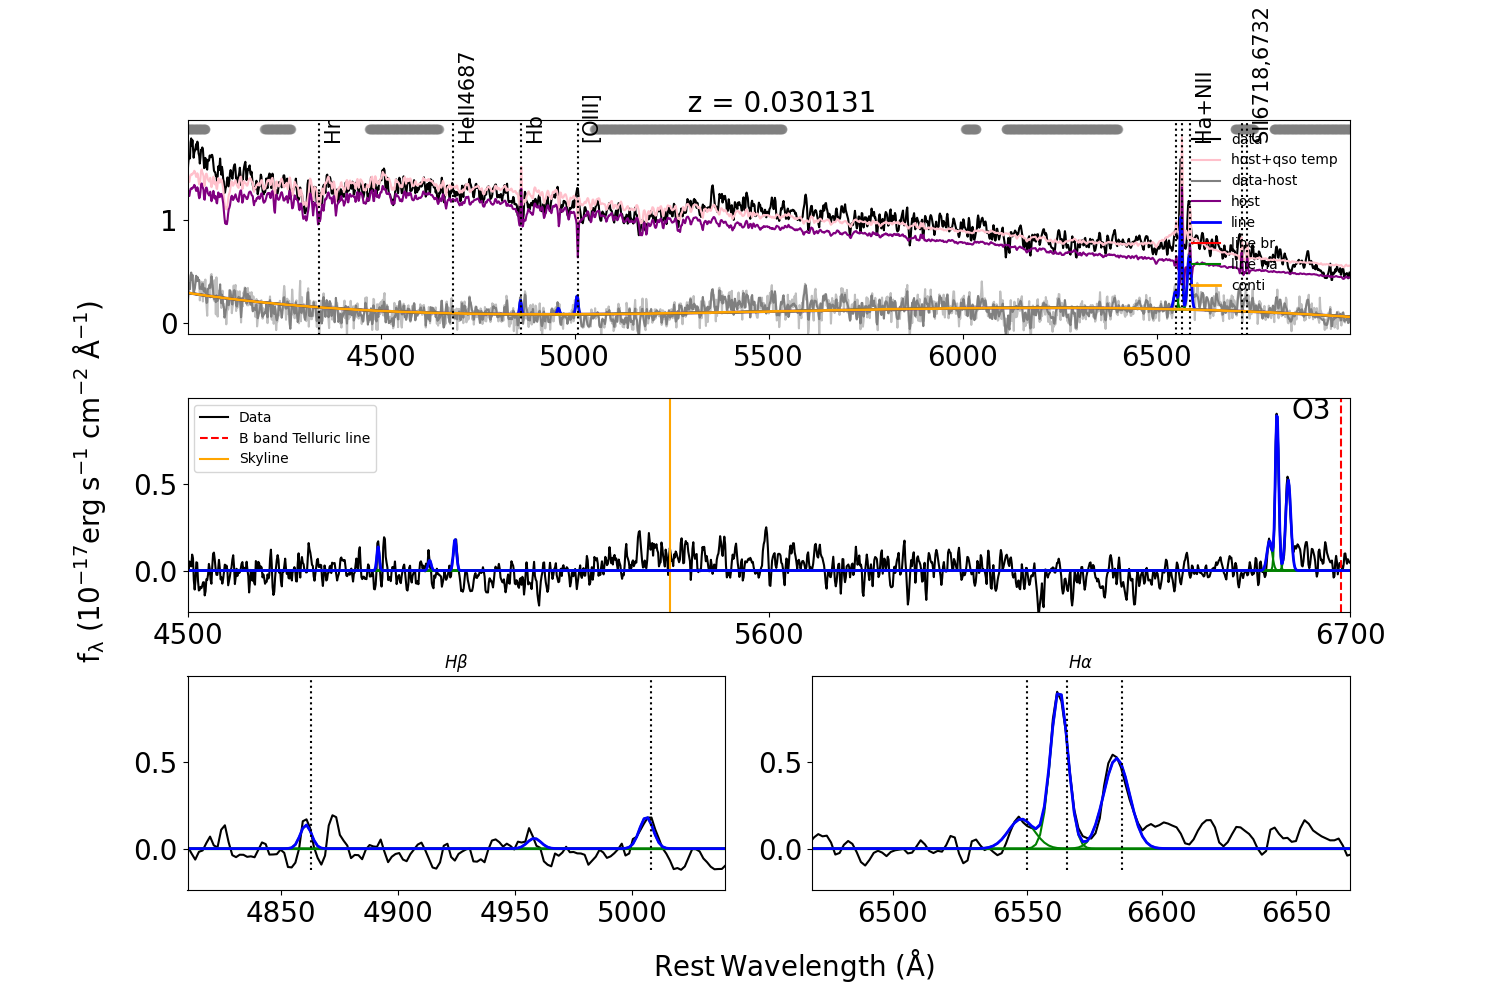 z = 0.030131
Hr
HeII4687
Hb
[OIII]
Ha+NII
SII6718,6732
data
host+qso temp
data-host
host
line
line br
line na
conti
1
0
4500
5000
5500
6000
6500
f_λ (10^−17 erg s^−1 cm^−2 Å^−1)
Data
B band Telluric line
Skyline
O3
0.5
0.0
4500
5600
6700
Hβ
0.5
0.0
4850
4900
4950
5000
Hα
0.5
0.0
6500
6550
6600
6650
Rest Wavelength (Å)